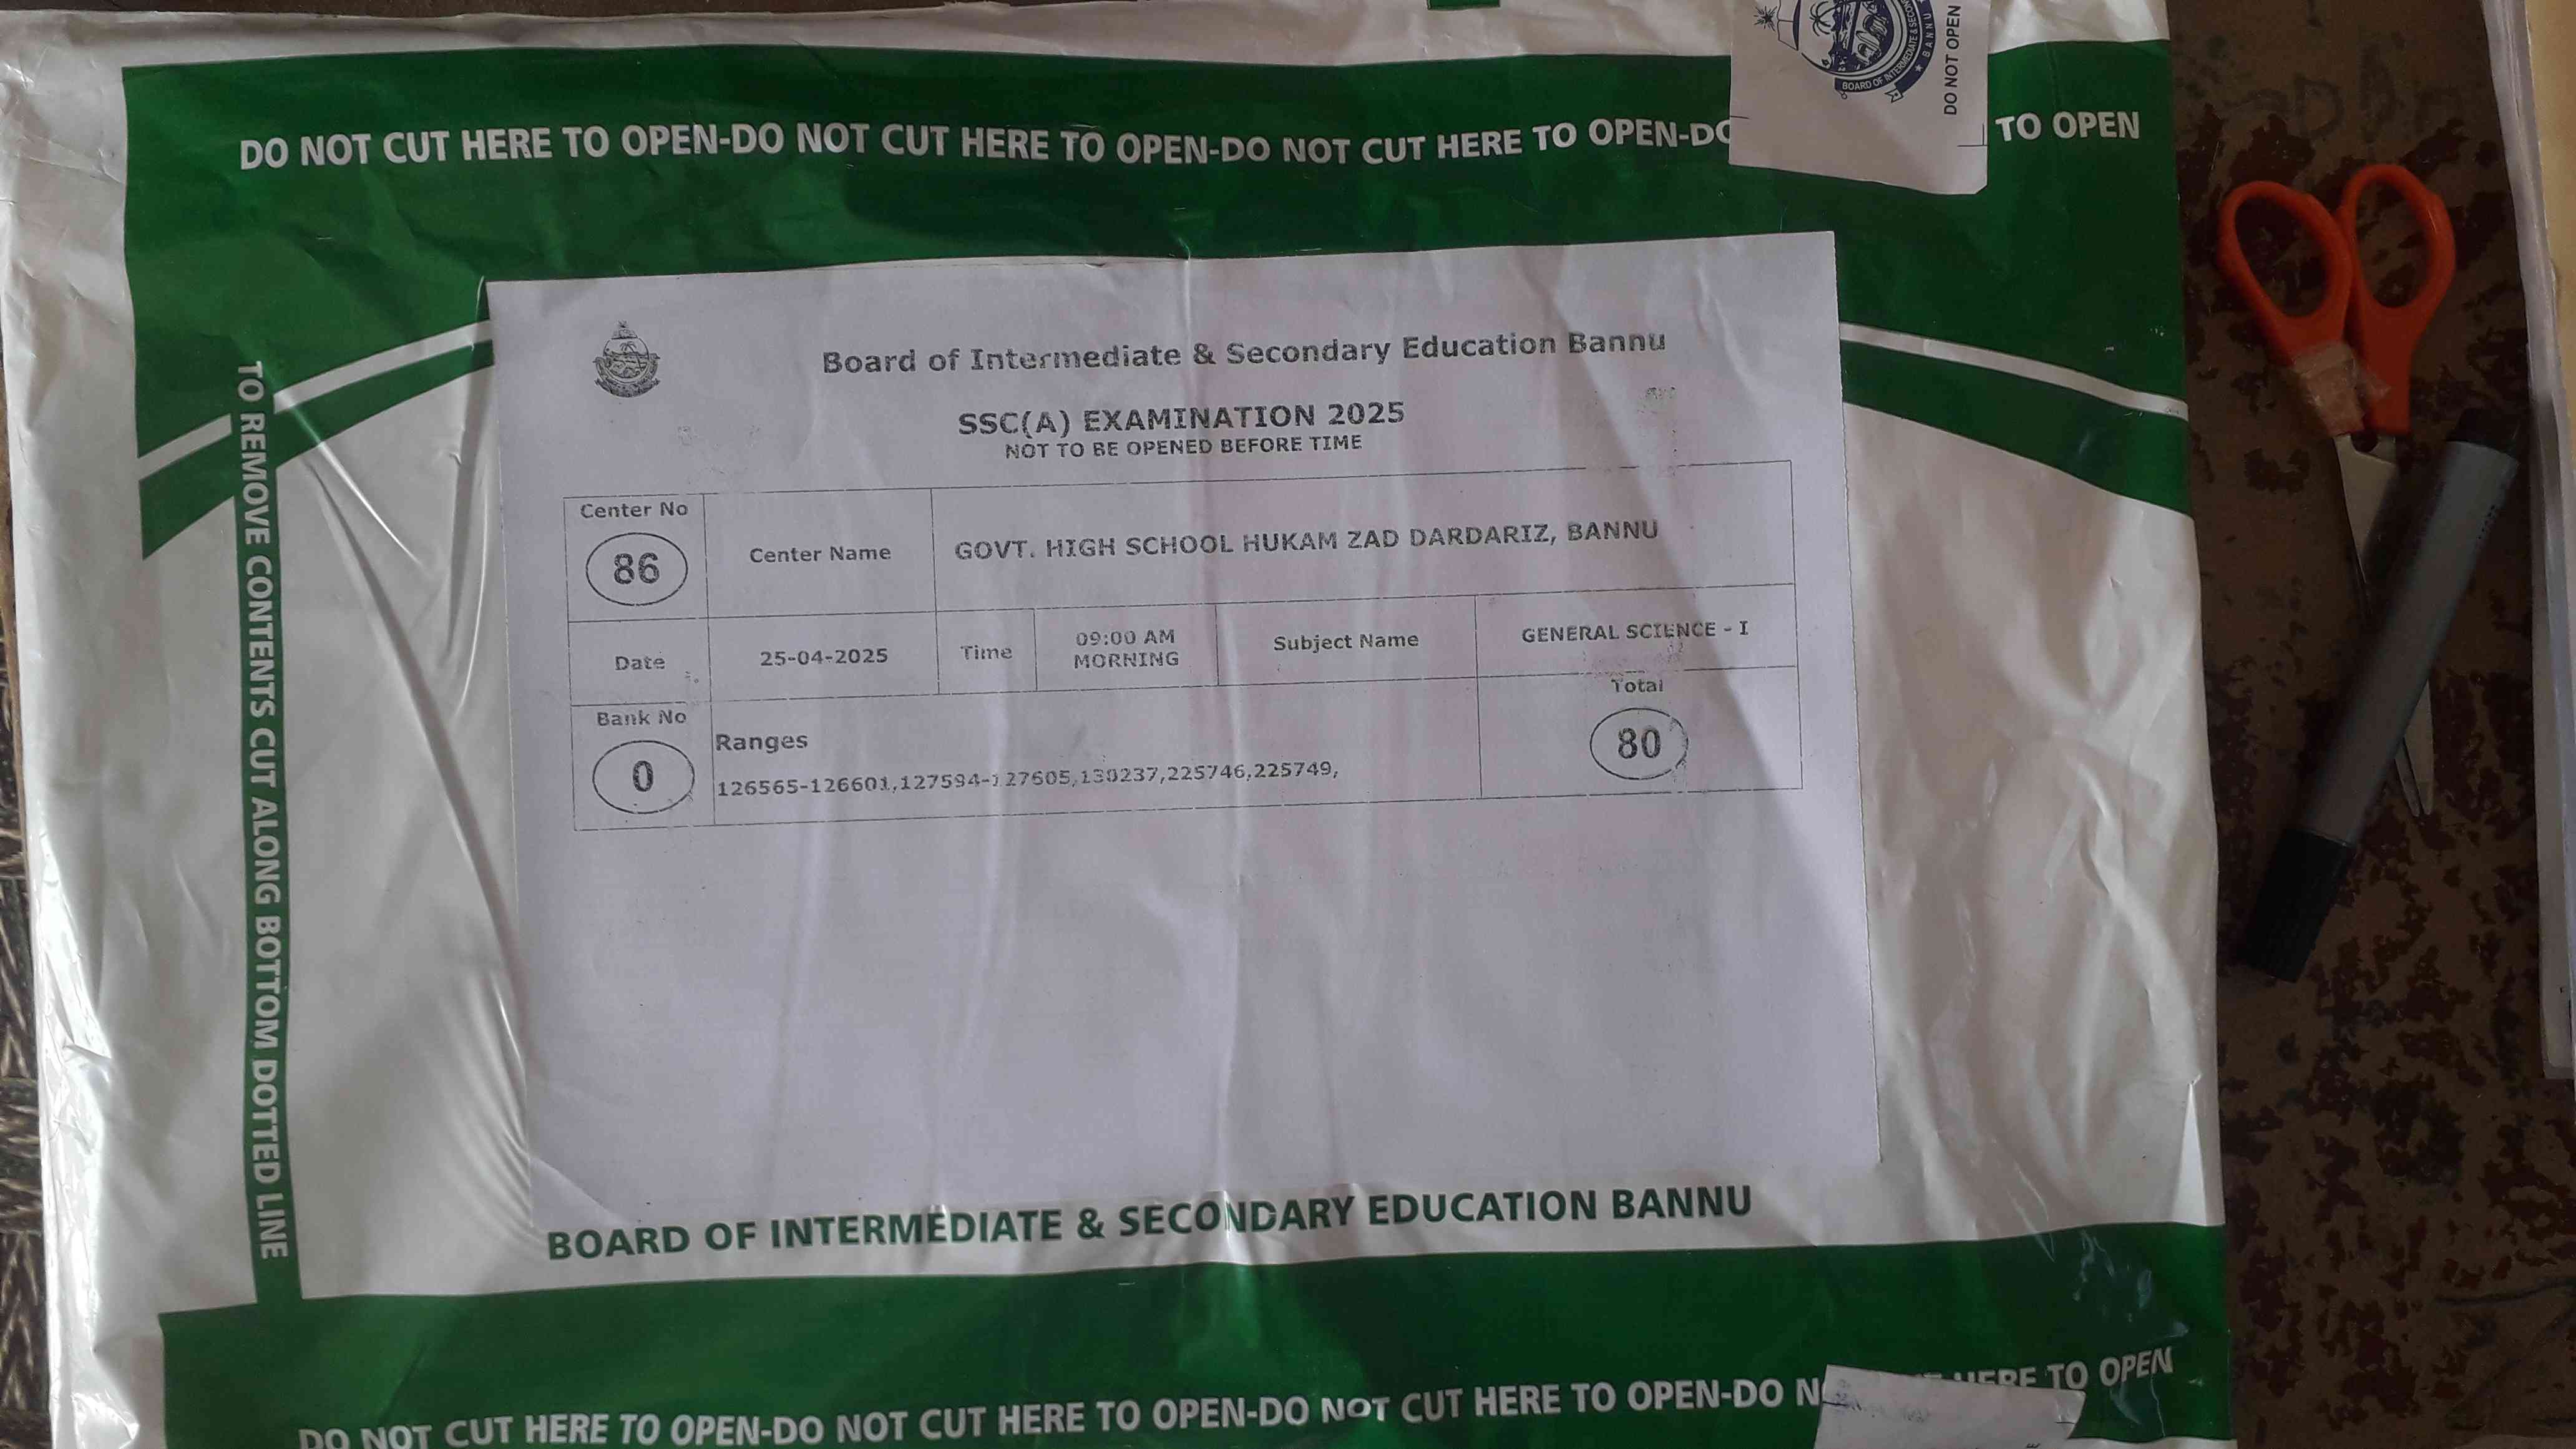 BOARD OF INTERMEDIATE & SECON
BANNU
DO NOT OPEN
DO NOT CUT HERE TO OPEN-DO NOT CUT HERE TO OPEN-DO NOT CUT HERE TO OPEN-DO TO OPEN
TO REMOVE CONTENTS CUT ALONG BOTTOM DOTTED LINE
Board of Intermediate & Secondary Education Bannu
SSC(A) EXAMINATION 2025
NOT TO BE OPENED BEFORE TIME
Center No
86
Center Name
GOVT. HIGH SCHOOL HUKAM ZAD DARDARIZ, BANNU
Date
25-04-2025
Time
09:00 AM
MORNING
Subject Name
GENERAL SCIENCE - I
Bank No
0
Ranges
126565-126601,127594-127605,130237,225746,225749,
Total
80
BOARD OF INTERMEDIATE & SECONDARY EDUCATION BANNU
DO NOT CUT HERE TO OPEN-DO NOT CUT HERE TO OPEN-DO NOT CUT HERE TO OPEN-DO N HERE TO OPEN